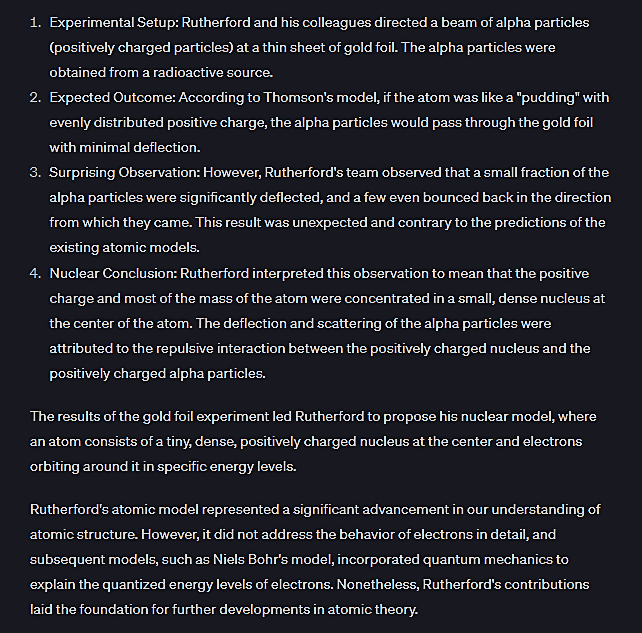 1. Experimental Setup: Rutherford and his colleagues directed a beam of alpha particles
(positively charged particles) at a thin sheet of gold foil. The alpha particles were
obtained from a radioactive source.
2. Expected Outcome: According to Thomson's model, if the atom was like a "pudding" with
evenly distributed positive charge, the alpha particles would pass through the gold foil
with minimal deflection.
3. Surprising Observation: However, Rutherford's team observed that a small fraction of the
alpha particles were significantly deflected, and a few even bounced back in the direction
from which they came. This result was unexpected and contrary to the predictions of the
existing atomic models.
4. Nuclear Conclusion: Rutherford interpreted this observation to mean that the positive
charge and most of the mass of the atom were concentrated in a small, dense nucleus at
the center of the atom. The deflection and scattering of the alpha particles were
attributed to the repulsive interaction between the positively charged nucleus and the
positively charged alpha particles.
The results of the gold foil experiment led Rutherford to propose his nuclear model, where
an atom consists of a tiny, dense, positively charged nucleus at the center and electrons
orbiting around it in specific energy levels.
Rutherford's atomic model represented a significant advancement in our understanding of
atomic structure. However, it did not address the behavior of electrons in detail, and
subsequent models, such as Niels Bohr's model, incorporated quantum mechanics to
explain the quantized energy levels of electrons. Nonetheless, Rutherford's contributions
laid the foundation for further developments in atomic theory.